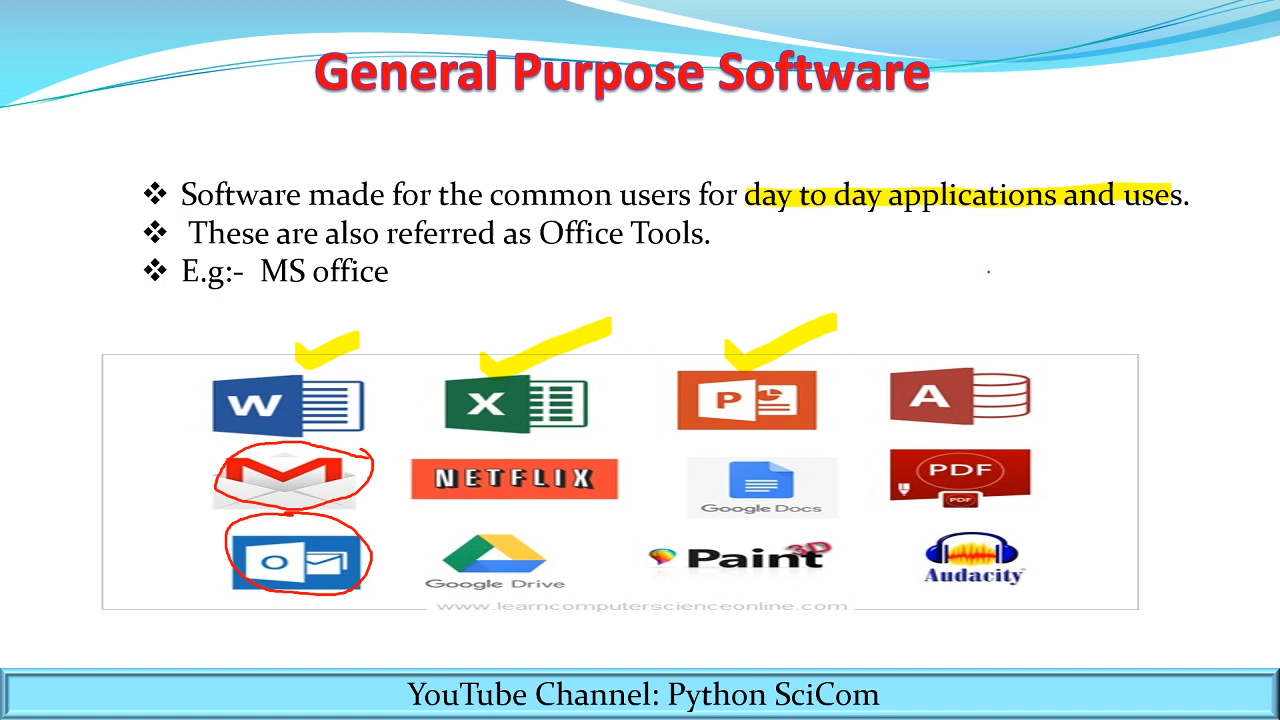 General Purpose Software
❖ Software made for the common users for day to day applications and uses.
❖ These are also referred as Office Tools.
❖ E.g:- MS office
W X P A
M NETFLIX Google Docs PDF PDF
O Google Drive Paint 3D Audacity
www.learncomputerscienceonline.com
YouTube Channel: Python SciCom